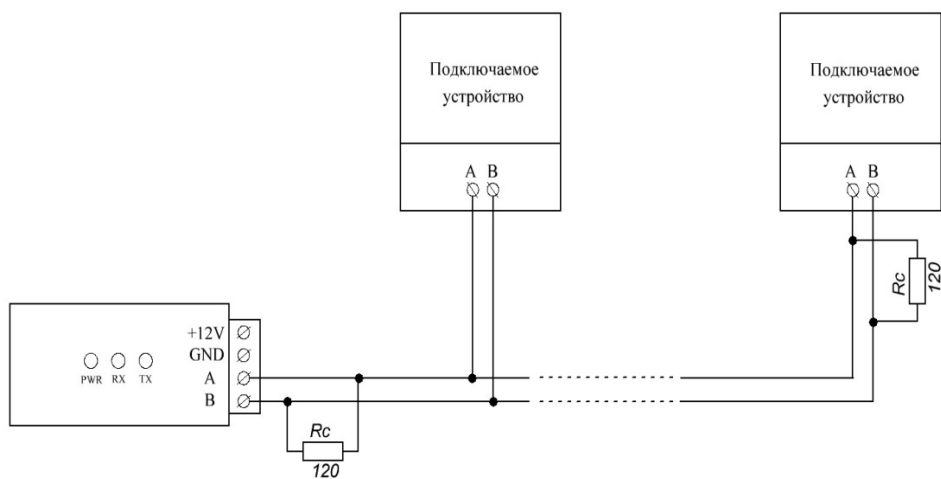 Подключаемое
устройство
A B
Подключаемое
устройство
A B
Rc
120
+12V
GND
A
B
PWR RX TX
Rc
120